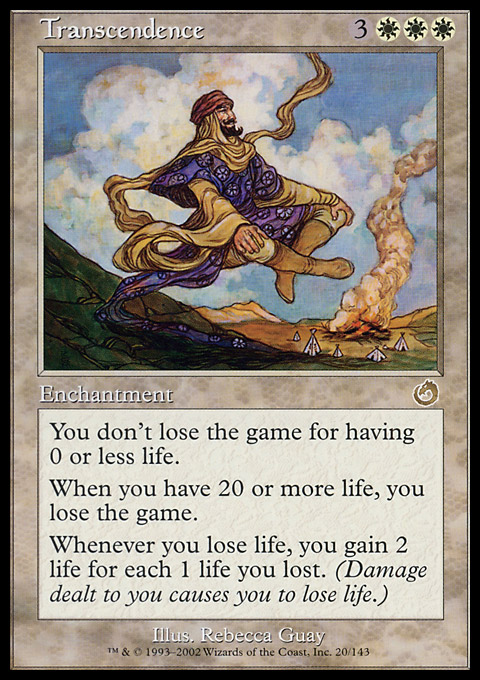 Transcendence 3
Enchantment
You don't lose the game for having
0 or less life.
When you have 20 or more life, you
lose the game.
Whenever you lose life, you gain 2
life for each 1 life you lost. (Damage
dealt to you causes you to lose life.)
Illus. Rebecca Guay
™ & © 1993–2002 Wizards of the Coast, Inc. 20/143